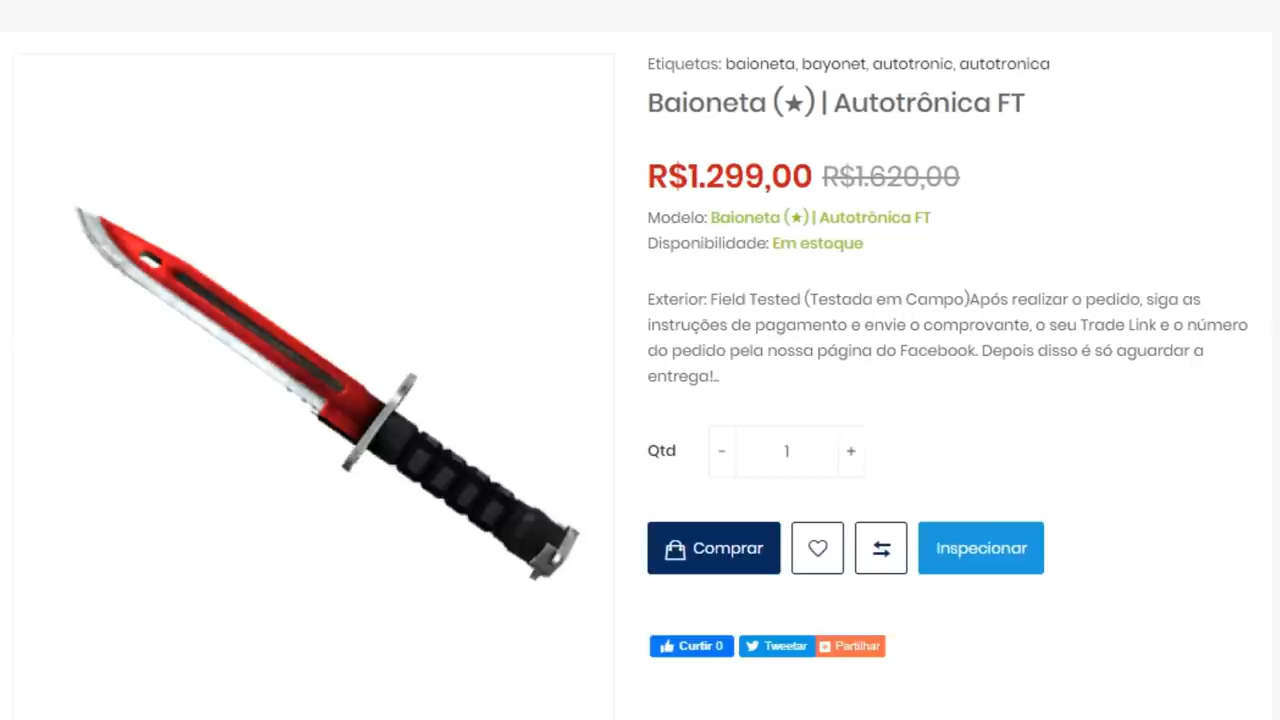 Etiquetas: baioneta, bayonet, autotronic, autotronica
Baioneta (★) | Autotrônica FT
R$1.299,00 R$1.620,00
Modelo: Baioneta (★) | Autotrônica FT
Disponibilidade: Em estoque
Exterior: Field Tested (Testada em Campo)Após realizar o pedido, siga as
instruções de pagamento e envie o comprovante, o seu Trade Link e o número
do pedido pela nossa página do Facebook. Depois disso é só aguardar a
entrega!..
Qtd - 1 +
Comprar Inspecionar
Curtir 0 Tweetar Partilhar